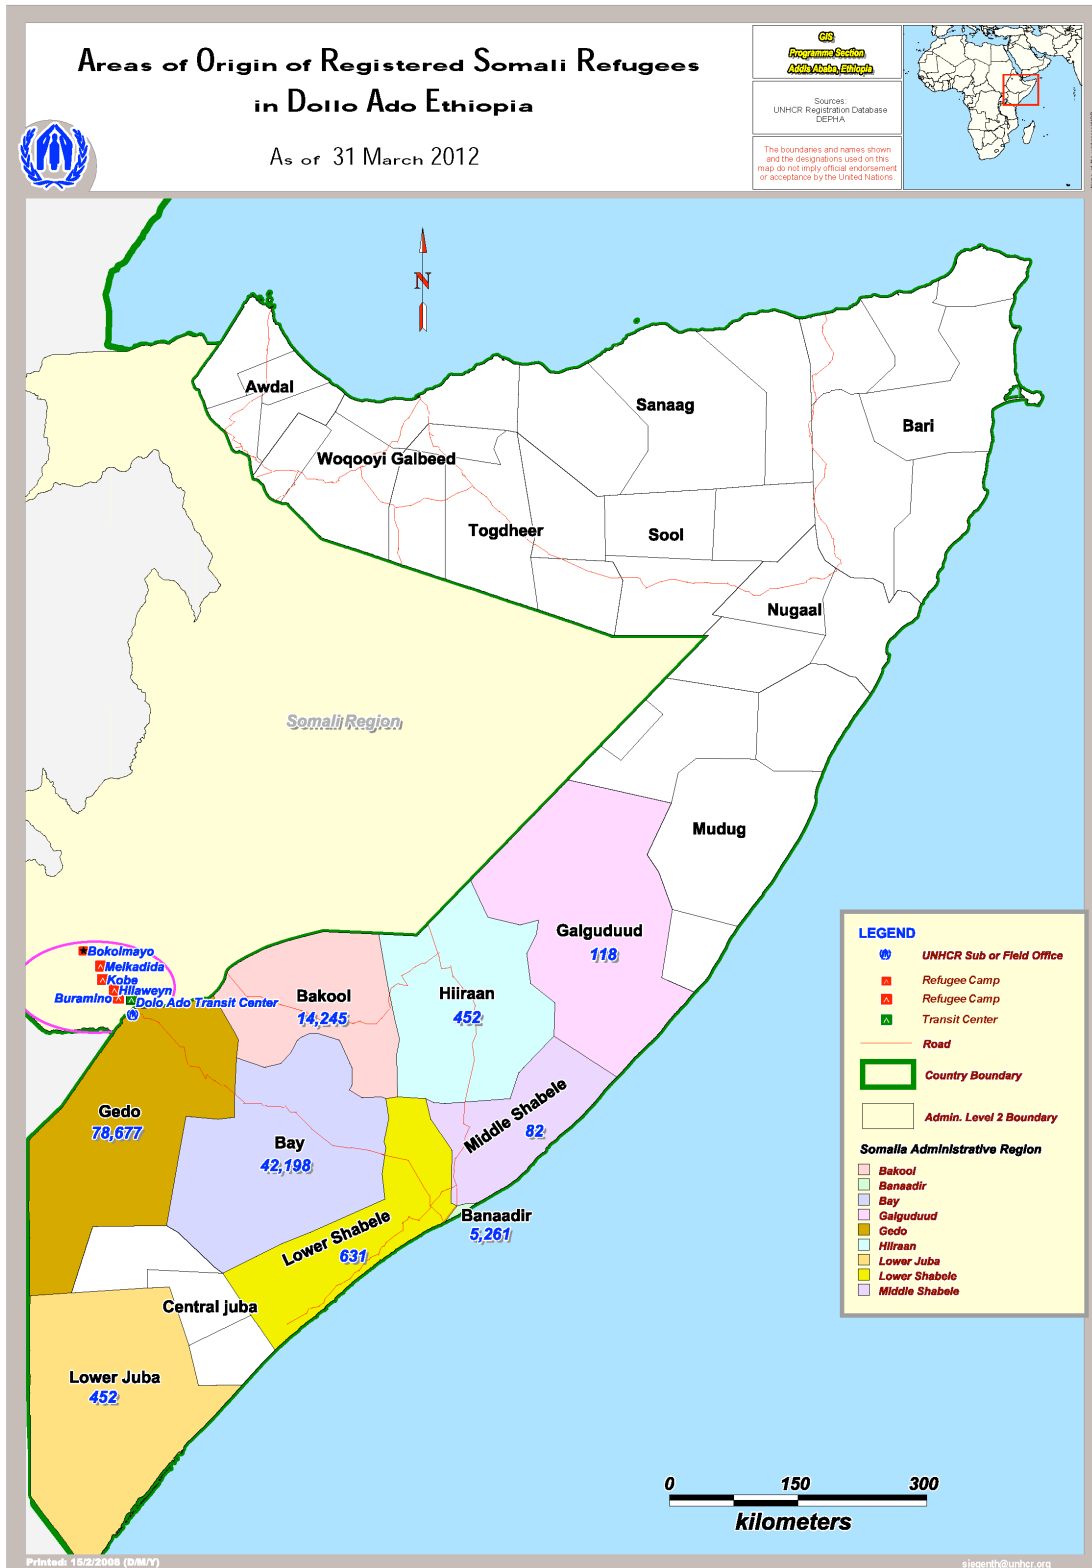 Areas of Origin of Registered Somali Refugees
in Dollo Ado Ethiopia
As of 31 March 2012
GIS
Programme Section
Addis Ababa, Ethiopia
Sources:
UNHCR Registration Database
DEPHA
The boundaries and names shown
and the designations used on this
map do not imply official endorsement
or acceptance by the United Nations.
N
Awdal
Sanaag
Bari
Woqooyi Galbeed
Togdheer
Sool
Nugaal
Somali Region
Mudug
Galguduud
118
Bokolmayo
Melkadida
Kobe
Hilaweyn
Buramino
Dolo Ado Transit Center
Bakool
14,245
Hiiraan
452
Gedo
78,677
Bay
42,198
Middle Shabele
82
Lower Shabele
631
Banaadir
5,261
Central juba
Lower Juba
452
LEGEND
UNHCR Sub or Field Office
Refugee Camp
Refugee Camp
Transit Center
Road
Country Boundary
Admin. Level 2 Boundary
Somalia Administrative Region
Bakool
Banaadir
Bay
Galguduud
Gedo
Hiiraan
Lower Juba
Lower Shabele
Middle Shabele
0 150 300
kilometers
Printed: 15/2/2008 (D/M/Y)
siegenth@unhcr.org